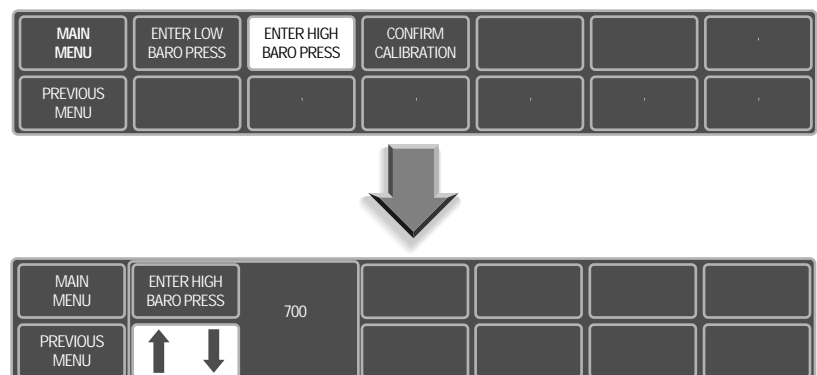 MAIN
MENU
ENTER LOW
BARO PRESS
ENTER HIGH
BARO PRESS
CONFIRM
CALIBRATION
PREVIOUS
MENU
MAIN
MENU
ENTER HIGH
BARO PRESS
700
PREVIOUS
MENU